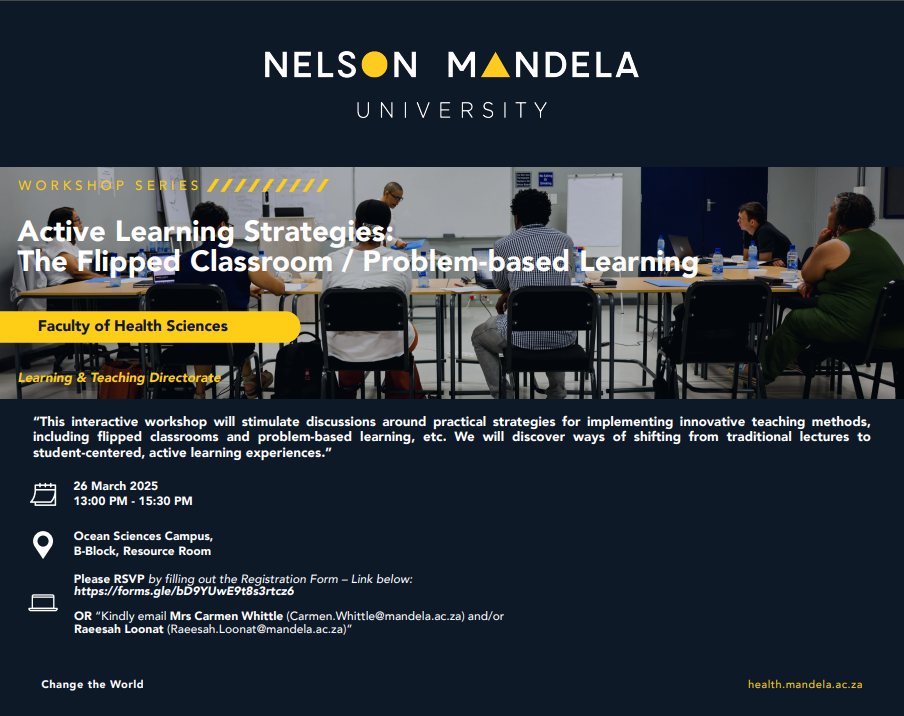 NELSON MANDELA
UNIVERSITY
WORKSHOP SERIES
Active Learning Strategies:
The Flipped Classroom / Problem-based Learning
Faculty of Health Sciences
Learning & Teaching Directorate
“This interactive workshop will stimulate discussions around practical strategies for implementing innovative teaching methods,
including flipped classrooms and problem-based learning, etc. We will discover ways of shifting from traditional lectures to
student-centered, active learning experiences.”
26 March 2025
13:00 PM - 15:30 PM
Ocean Sciences Campus,
B-Block, Resource Room
Please RSVP by filling out the Registration Form – Link below:
https://forms.gle/bD9YUwE9t8s3rtcz6
OR “Kindly email Mrs Carmen Whittle (Carmen.Whittle@mandela.ac.za) and/or
Raeesah Loonat (Raeesah.Loonat@mandela.ac.za)”
Change the World
health.mandela.ac.za